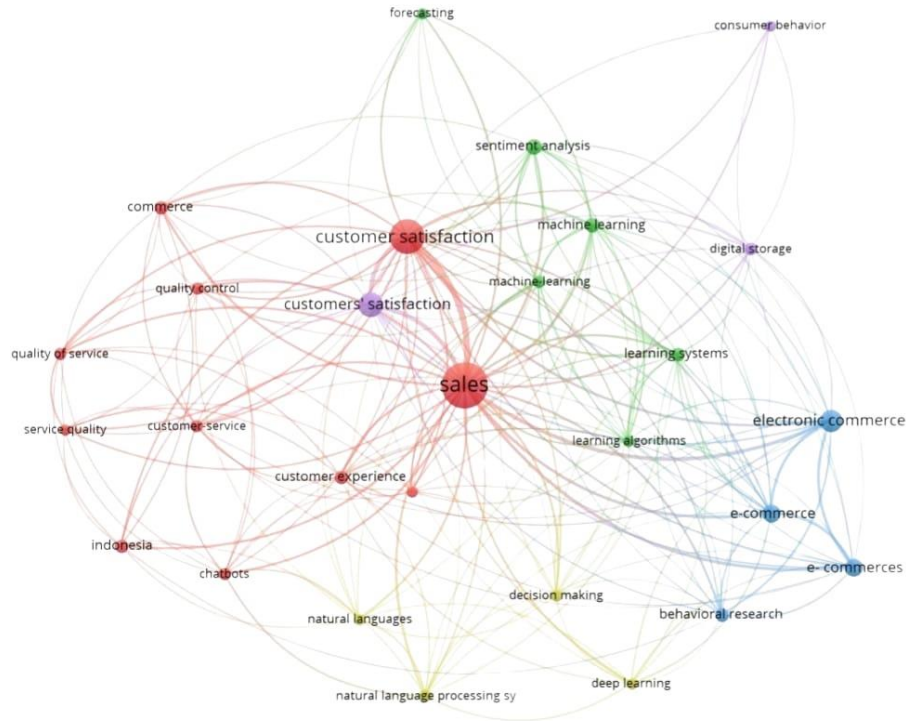 forecasting
consumer behavior
sentiment analysis
commerce
machine learning
customer satisfaction
digital storage
machine-learning
quality control
customers' satisfaction
quality of service
learning systems
sales
electronic commerce
service quality
customer-service
learning algorithms
customer experience
e-commerce
indonesia
e- commerces
chatbots
decision making
behavioral research
natural languages
deep learning
natural language processing sy